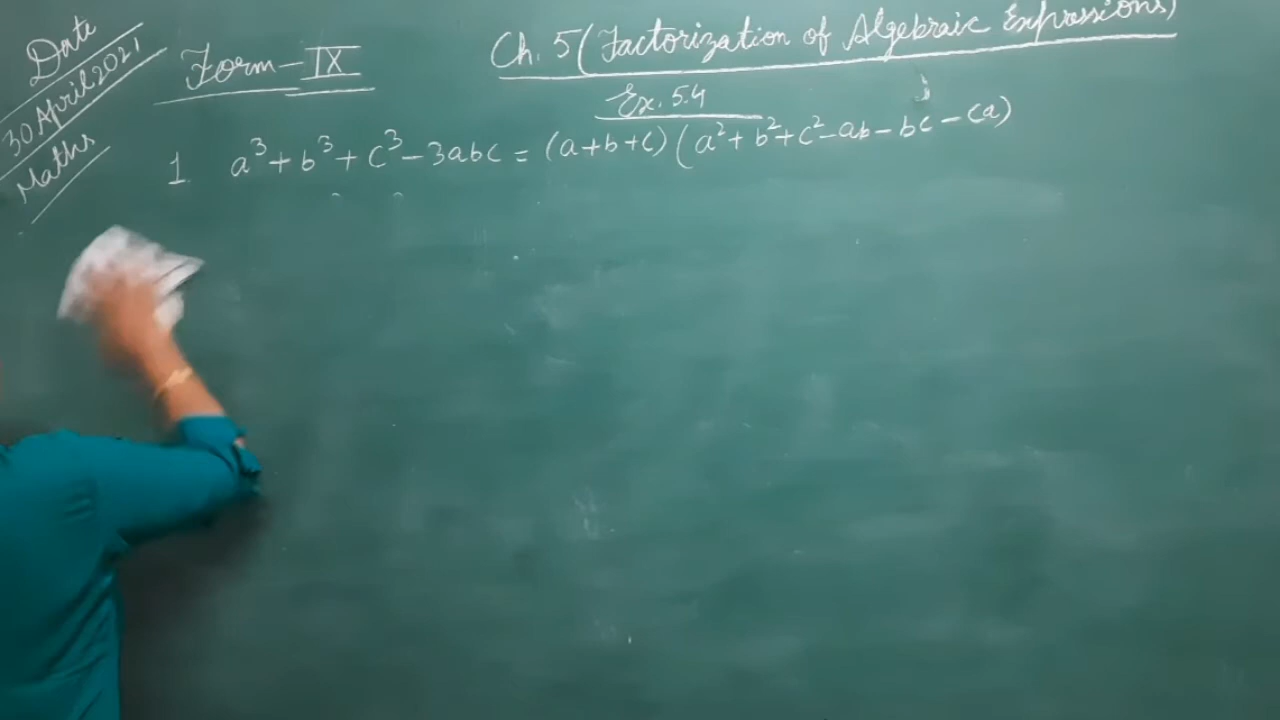 Date
30 April 2021
Maths
Form - IX
Ch. 5 (Factorization of Algebraic Expressions)
Ex. 5.4
1. a³ + b³ + c³ - 3abc = (a+b+c) (a² + b² + c² - ab - bc - ca)